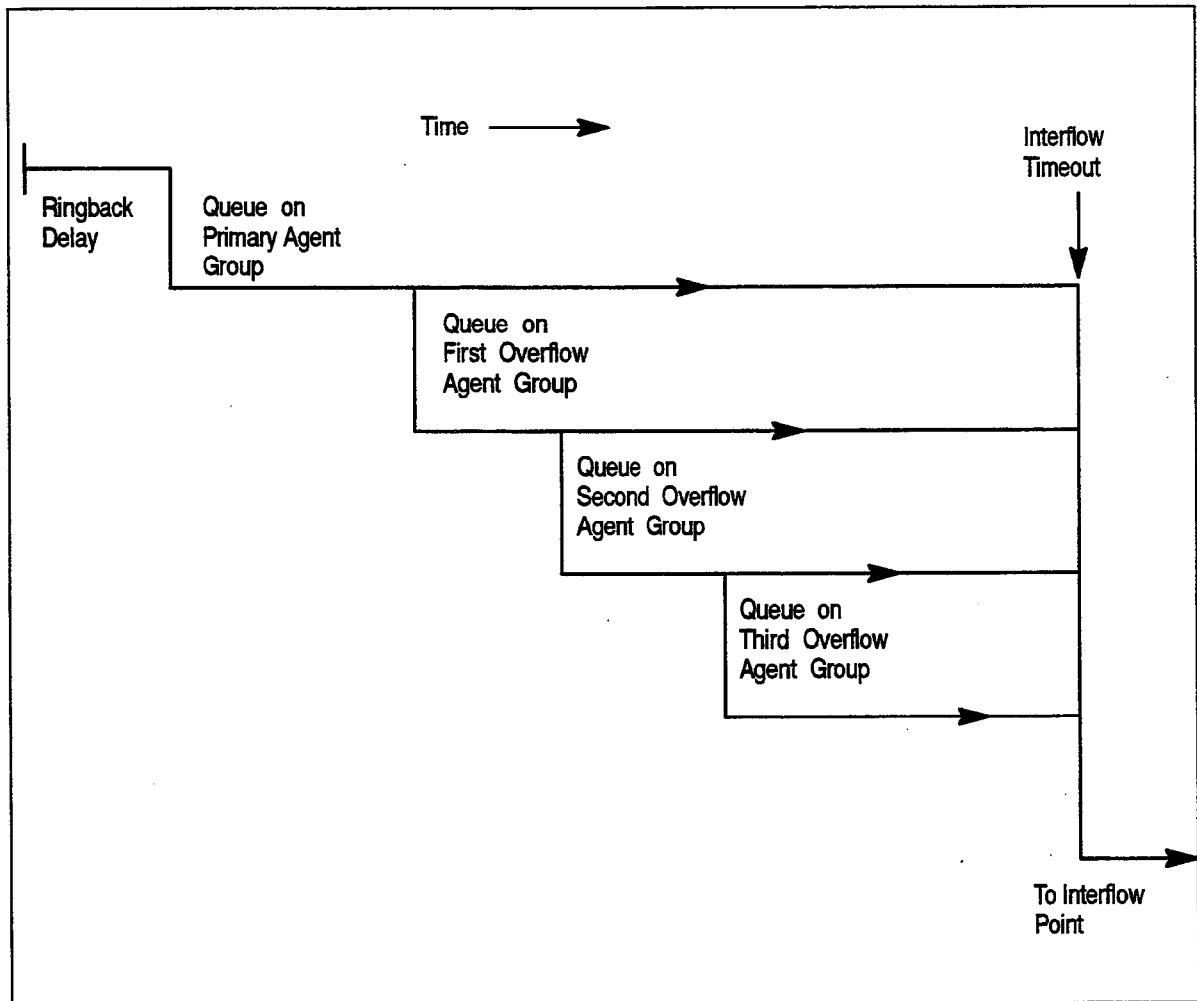 Time
Interflow
Timeout
Ringback
Delay
Queue on
Primary Agent
Group
Queue on
First Overflow
Agent Group
Queue on
Second Overflow
Agent Group
Queue on
Third Overflow
Agent Group
To Interflow
Point